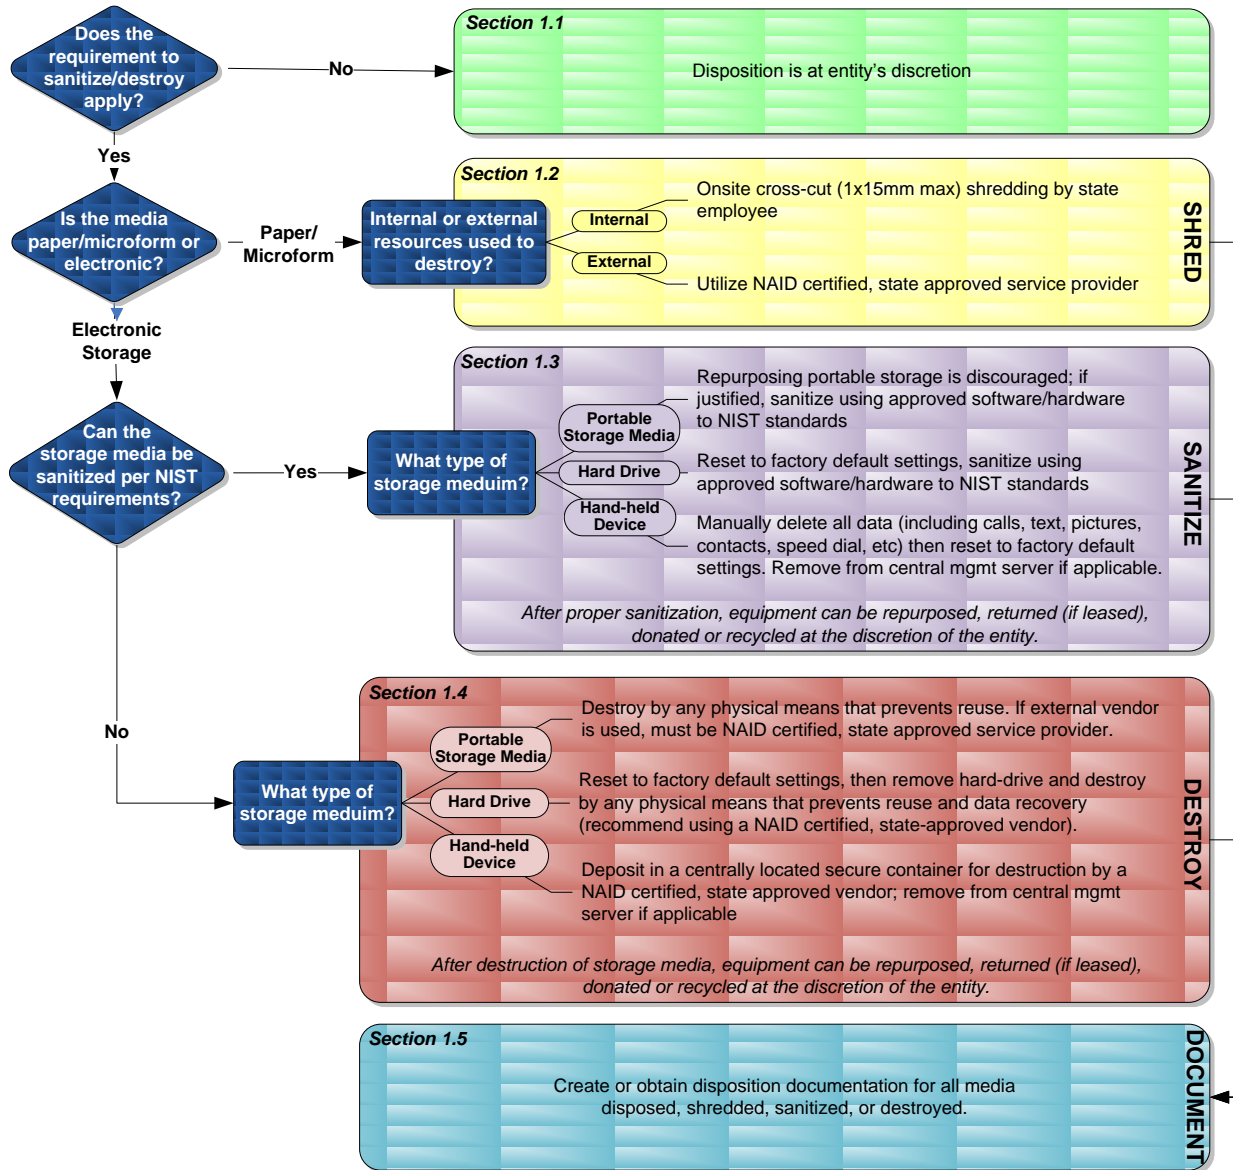 Does the
requirement to
sanitize/destroy
apply?
No
Section 1.1
Disposition is at entity's discretion
Yes
Is the media
paper/microform or
electronic?
Paper/
Microform
Internal or external
resources used to
destroy?
Section 1.2
Internal
Onsite cross-cut (1x15mm max) shredding by state
employee
External
Utilize NAID certified, state approved service provider
SHRED
Electronic
Storage
Can the
storage media be
sanitized per NIST
requirements?
Yes
What type of
storage meduim?
Section 1.3
Portable
Storage Media
Repurposing portable storage is discouraged; if
justified, sanitize using approved software/hardware
to NIST standards
Hard Drive
Reset to factory default settings, sanitize using
approved software/hardware to NIST standards
Hand-held
Device
Manually delete all data (including calls, text, pictures,
contacts, speed dial, etc) then reset to factory default
settings. Remove from central mgmt server if applicable.
After proper sanitization, equipment can be repurposed, returned (if leased),
donated or recycled at the discretion of the entity.
SANITIZE
No
What type of
storage meduim?
Section 1.4
Portable
Storage Media
Destroy by any physical means that prevents reuse. If external vendor
is used, must be NAID certified, state approved service provider.
Hard Drive
Reset to factory default settings, then remove hard-drive and destroy
by any physical means that prevents reuse and data recovery
(recommend using a NAID certified, state-approved vendor).
Hand-held
Device
Deposit in a centrally located secure container for destruction by a
NAID certified, state approved vendor; remove from central mgmt
server if applicable
After destruction of storage media, equipment can be repurposed, returned (if leased),
donated or recycled at the discretion of the entity.
DESTROY
Section 1.5
Create or obtain disposition documentation for all media
disposed, shredded, sanitized, or destroyed.
DOCUMENT